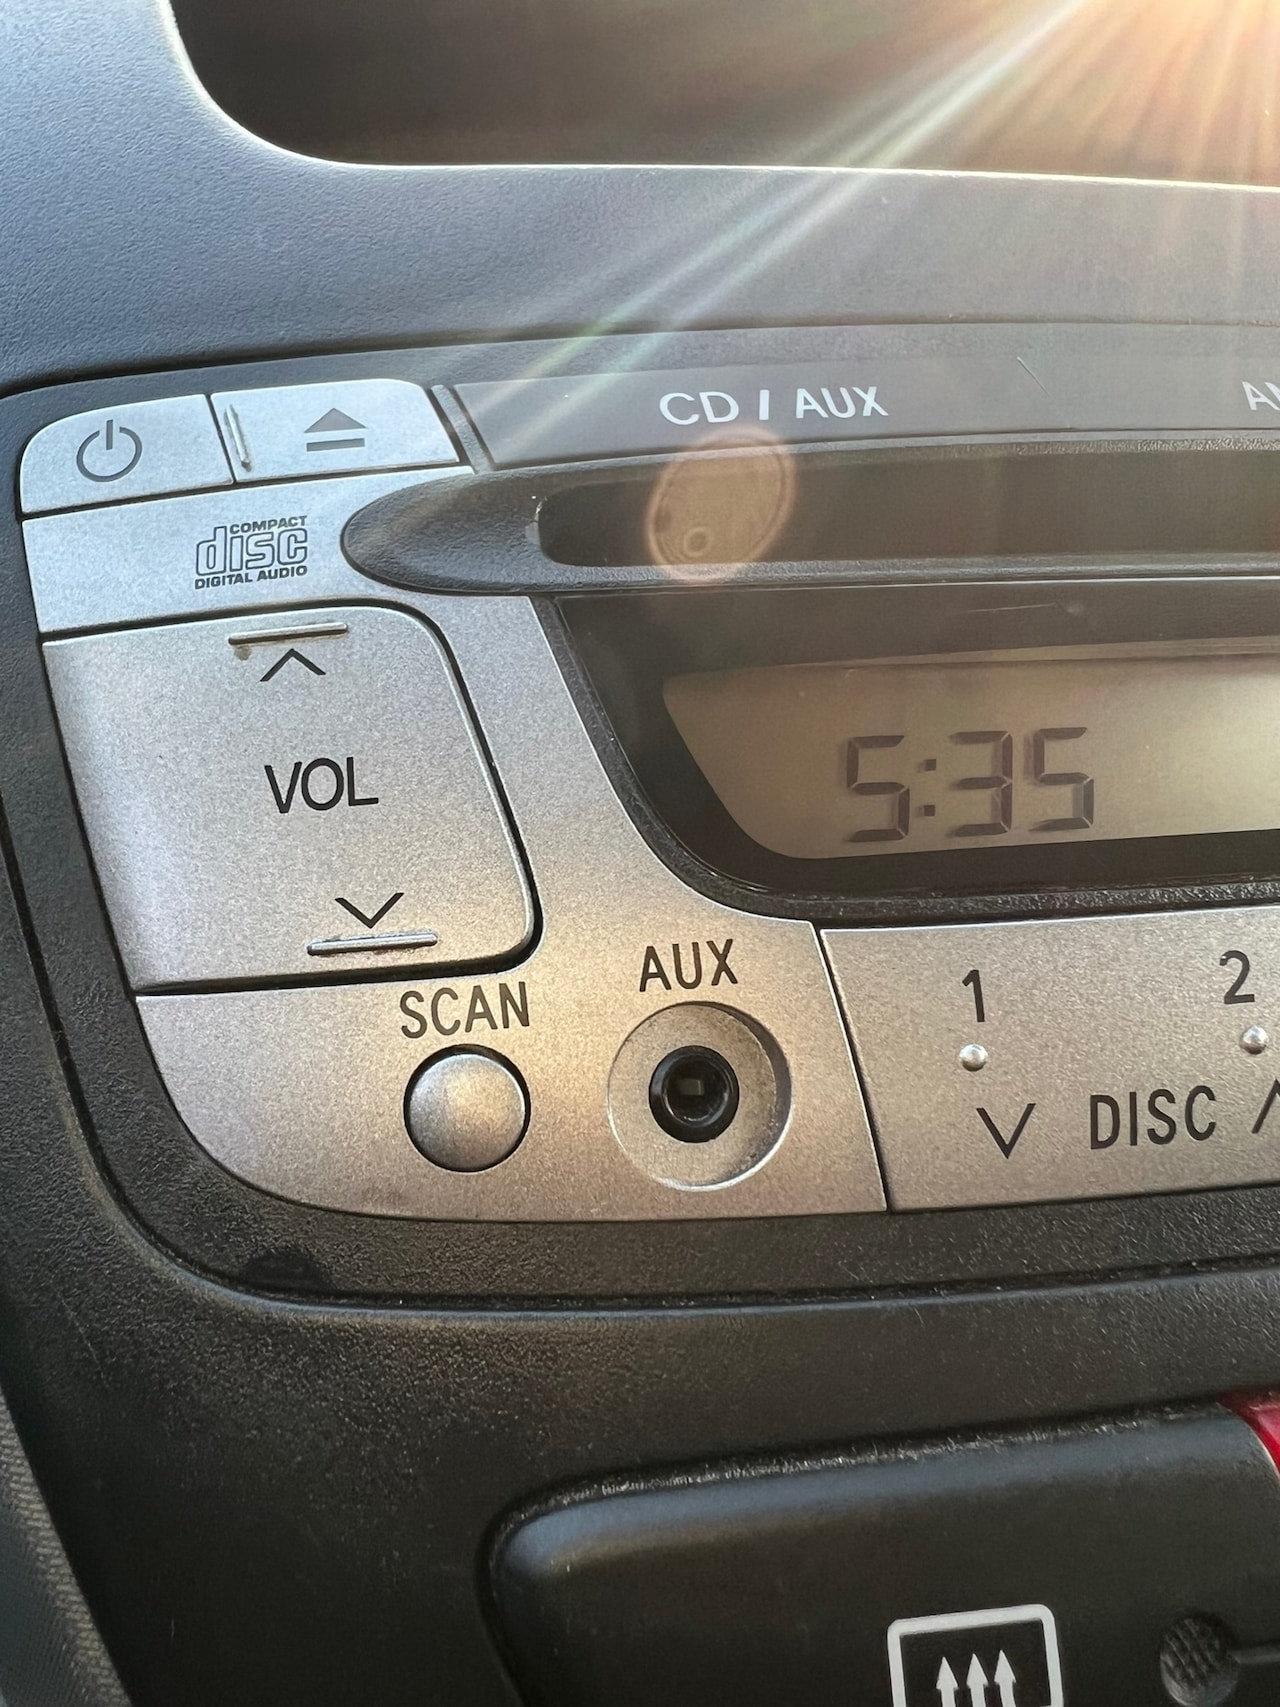 CD / AUX
COMPACT
disc
DIGITAL AUDIO
VOL
5:35
SCAN
AUX
1
2
DISC